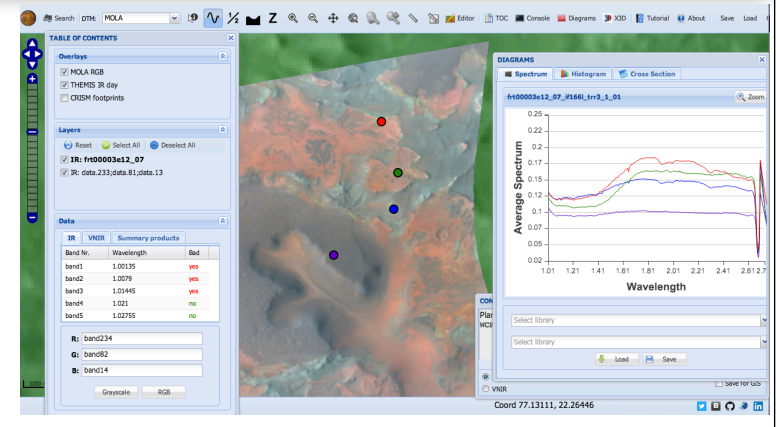 Search DTM: MOLA ½ Z Editor TOC Console Diagrams X3D Tutorial About Save Load
TABLE OF CONTENTS
Overlays
MOLA RGB
THEMIS IR day
CRISM footprints
Layers
Reset Select All Deselect All
IR: frt00003e12_07
IR: data.233;data.81;data.13
Data
IR VNIR Summary products
Band Nr. Wavelength Bad
band1 1.00135 yes
band2 1.0079 yes
band3 1.01445 yes
band4 1.021 no
band5 1.02755 no
R: band234
G: band82
B: band14
Grayscale RGB
1000
DIAGRAMS
Spectrum Histogram Cross Section
frt00003e12_07_if166l_trr3_1_01 Zoom
0.25
0.22
0.2
0.17
0.15
0.12
0.1
0.07
0.05
0.02
Average Spectrum
1.01 1.21 1.41 1.61 1.81 2.01 2.21 2.41 2.61 2.7
Wavelength
Select library
Select library
Load Save
CON
Plan
WCP
VNIR
Save for GIS
Coord 77.13111, 22.26446